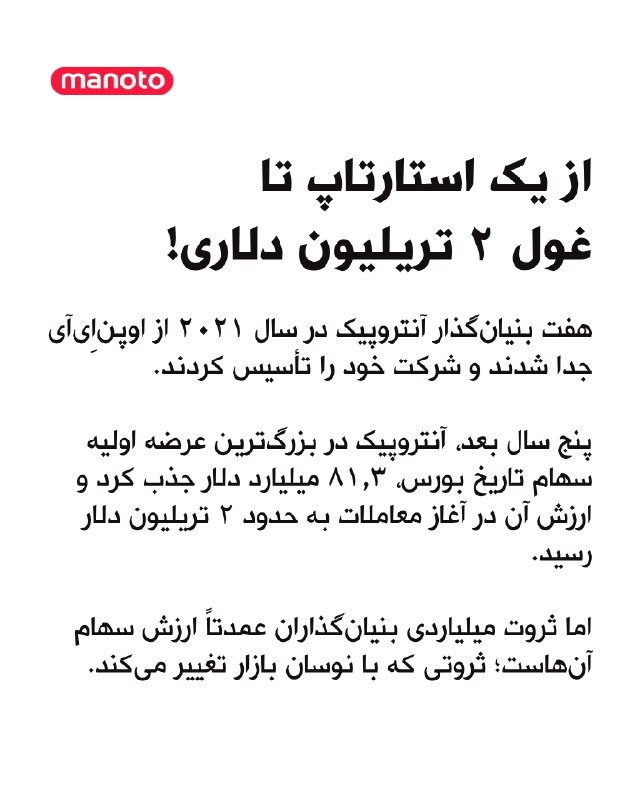 manoto
از یک استارتاپ تا
غول ۲ تریلیون دلاری!
هفت بنیان‌گذار آنتروپیک در سال ۲۰۲۱ از اوپن‌اِی‌آی
جدا شدند و شرکت خود را تأسیس کردند.
پنج سال بعد، آنتروپیک در بزرگ‌ترین عرضه اولیه
سهام تاریخ بورس، ۸۱,۳ میلیارد دلار جذب کرد و
ارزش آن در آغاز معاملات به حدود ۲ تریلیون دلار
رسید.
اما ثروت میلیاردی بنیان‌گذاران عمدتاً ارزش سهام
آن‌هاست؛ ثروتی که با نوسان بازار تغییر می‌کند.